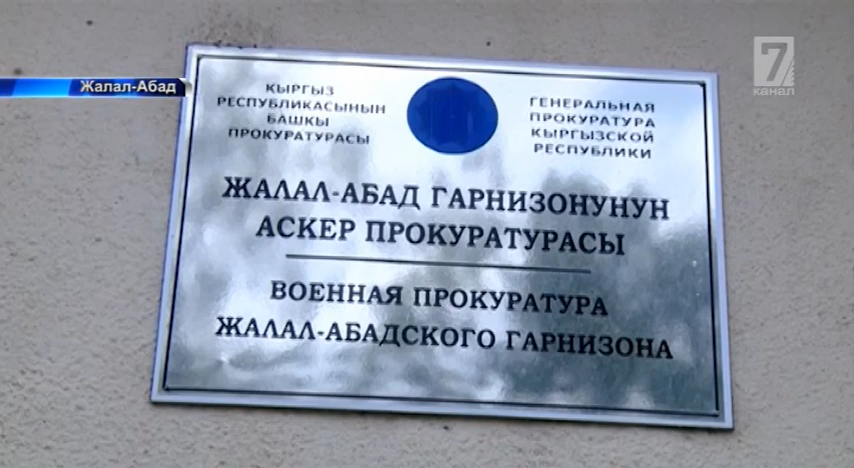 Жалал-Абад
7
канал
КЫРГЫЗ
РЕСПУБЛИКАСЫНЫН
БАШКЫ
ПРОКУРАТУРАСЫ
ГЕНЕРАЛЬНАЯ
ПРОКУРАТУРА
КЫРГЫЗСКОЙ
РЕСПУБЛИКИ
ЖАЛАЛ-АБАД ГАРНИЗОНУНУН
АСКЕР ПРОКУРАТУРАСЫ
ВОЕННАЯ ПРОКУРАТУРА
ЖАЛАЛ-АБАДСКОГО ГАРНИЗОНА